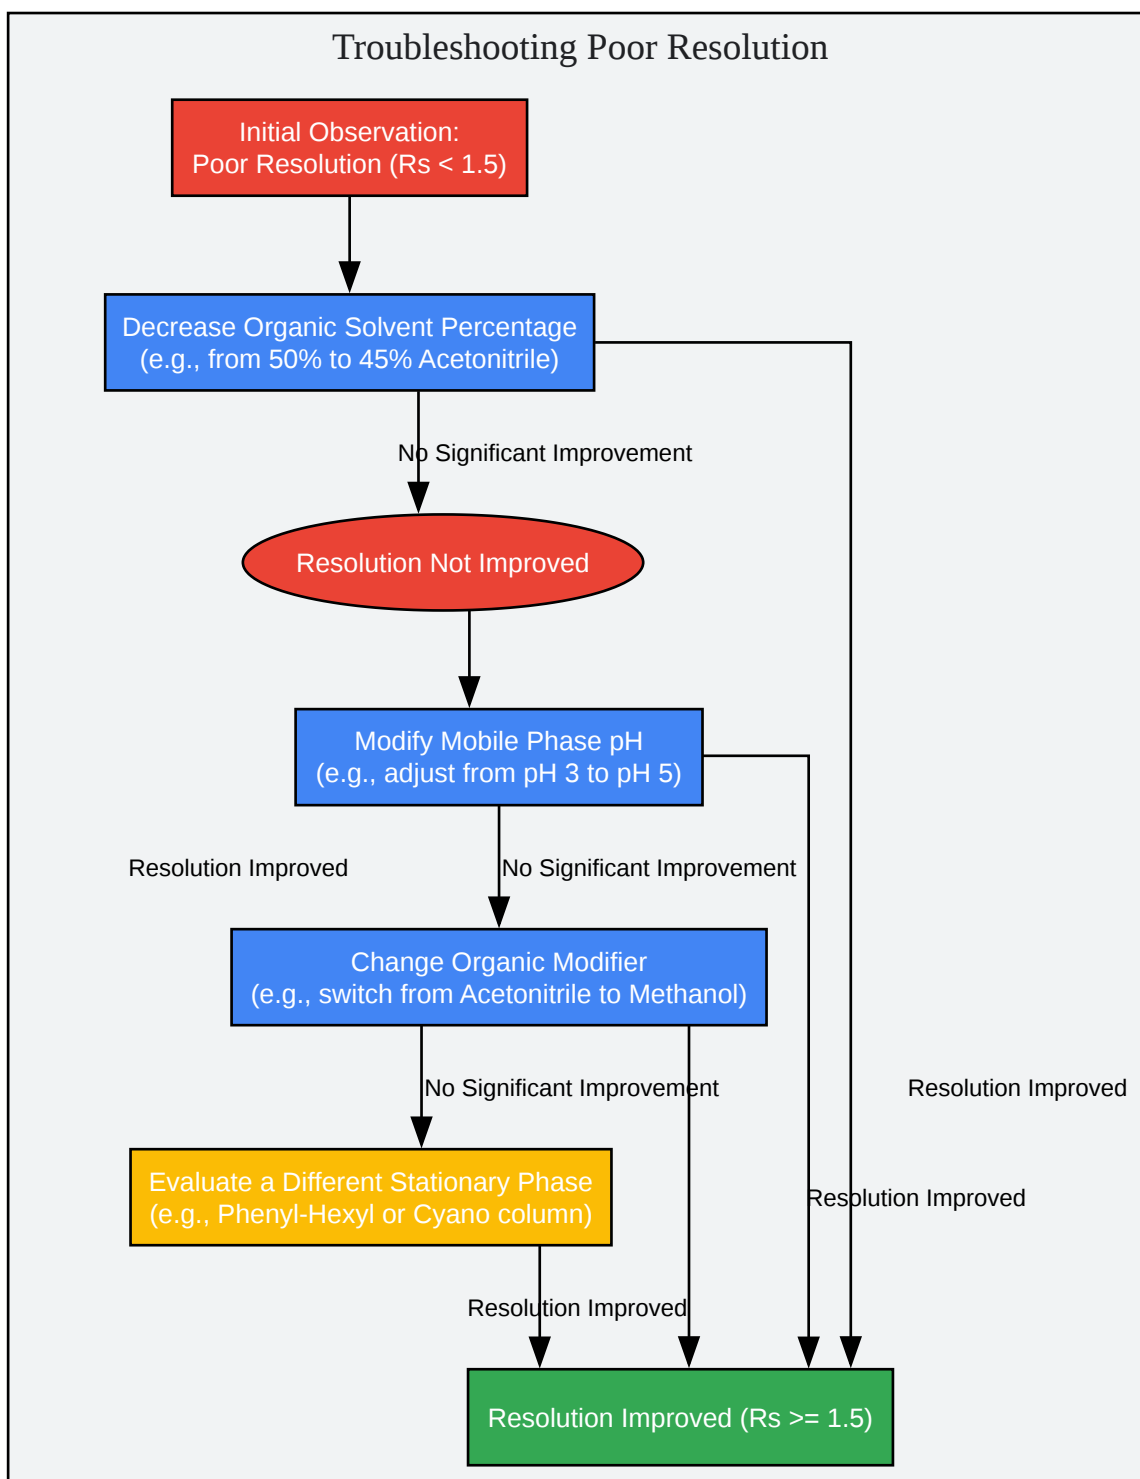 Troubleshooting Poor Resolution
Initial Observation:
Poor Resolution (Rs < 1.5)
Decrease Organic Solvent Percentage
(e.g., from 50% to 45% Acetonitrile)
No Significant Improvement
Resolution Not Improved
Modify Mobile Phase pH
(e.g., adjust from pH 3 to pH 5)
Resolution Improved
No Significant Improvement
Change Organic Modifier
(e.g., switch from Acetonitrile to Methanol)
No Significant Improvement
Resolution Improved
Evaluate a Different Stationary Phase
(e.g., Phenyl-Hexyl or Cyano column)
Resolution Improved
Resolution Improved
Resolution Improved (Rs >= 1.5)